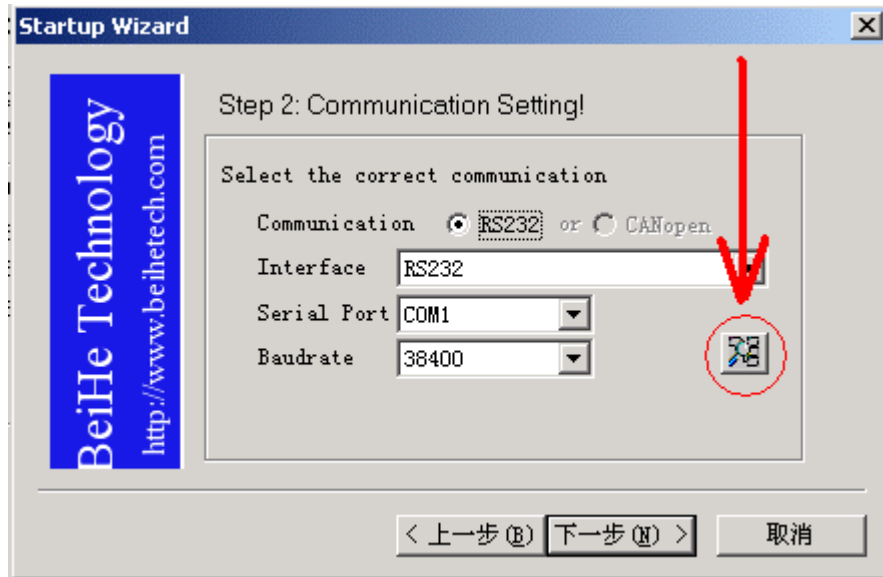 Startup Wizard
BeiHe Technology
http://www.beihetech.com
Step 2: Communication Setting!
Select the correct communication
Communication RS232 or CANopen
Interface RS232
Serial Port COM1
Baudrate 38400
< 上一步(B) 下一步(N) > 取消